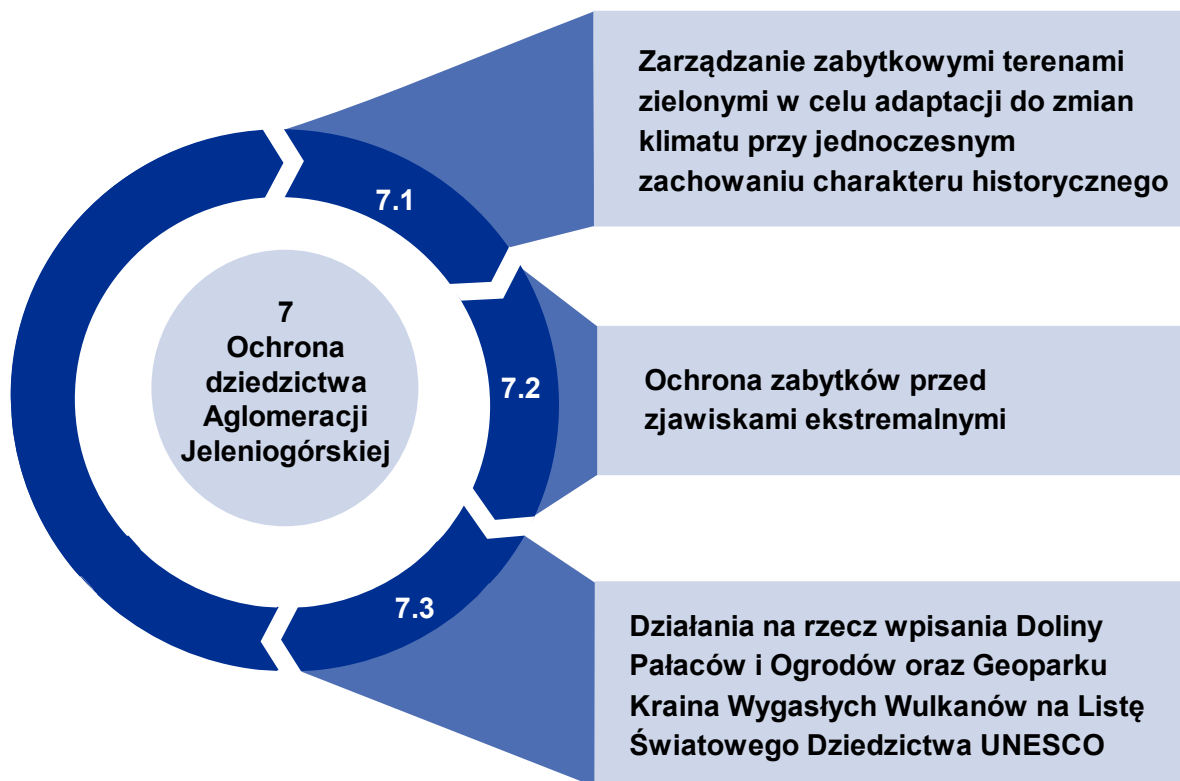 7
Ochrona
dziedzictwa
Aglomeracji
Jeleniogórskiej
7.1
Zarządzanie zabytkowymi terenami
zielonymi w celu adaptacji do zmian
klimatu przy jednoczesnym
zachowaniu charakteru historycznego
7.2
Ochrona zabytków przed
zjawiskami ekstremalnymi
7.3
Działania na rzecz wpisania Doliny
Pałaców i Ogrodów oraz Geoparku
Kraina Wygasłych Wulkanów na Listę
Światowego Dziedzictwa UNESCO